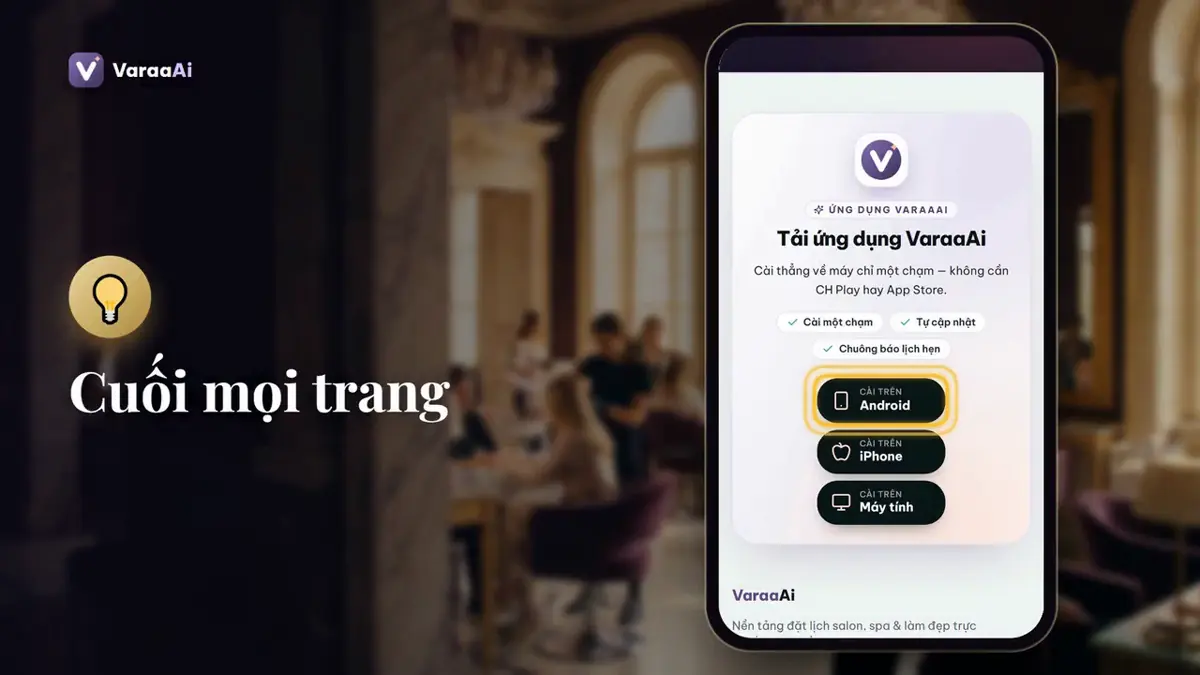 VaraaAi
Cuối mọi trang
ỨNG DỤNG VARAAAI
Tải ứng dụng VaraaAi
Cài thẳng về máy chỉ một chạm — không cần
CH Play hay App Store.
Cài một chạm
Tự cập nhật
Chuông báo lịch hẹn
CÀI TRÊN
Android
CÀI TRÊN
iPhone
CÀI TRÊN
Máy tính
VaraaAi
Nền tảng đặt lịch salon, spa & làm đẹp trực